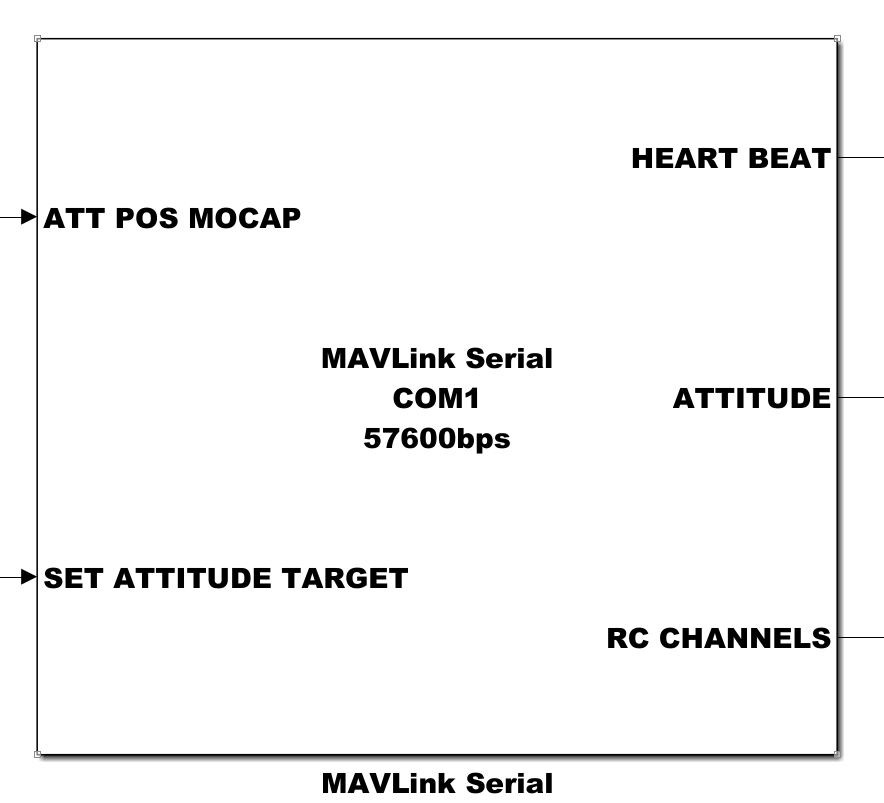 HEART BEAT
ATT POS MOCAP
MAVLink Serial
COM1
ATTITUDE
57600bps
SET ATTITUDE TARGET
RC CHANNELS
MAVLink Serial